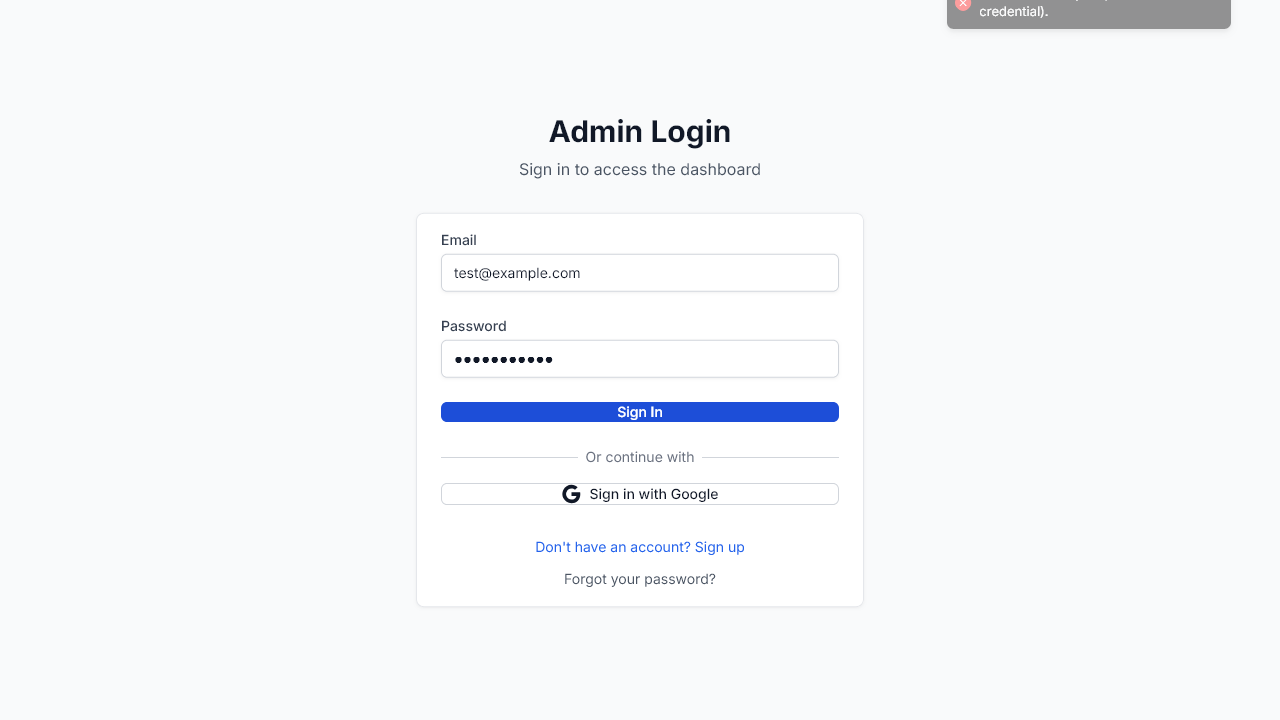 credential).
Admin Login
Sign in to access the dashboard
Email
test@example.com
Password
Sign In
Or continue with
Sign in with Google
Don't have an account? Sign up
Forgot your password?